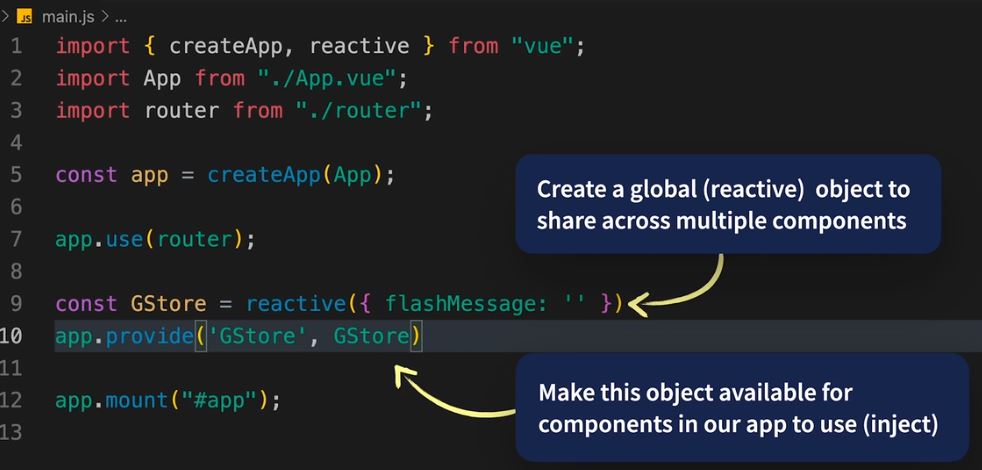 JS main.js > ...
1 import { createApp, reactive } from "vue";
2 import App from "./App.vue";
3 import router from "./router";
4
5 const app = createApp(App);
6
7 app.use(router);
8
9 const GStore = reactive({ flashMessage: '' })
10 app.provide('GStore', GStore)
11
12 app.mount("#app");
13
Create a global (reactive) object to
share across multiple components
Make this object available for
components in our app to use (inject)